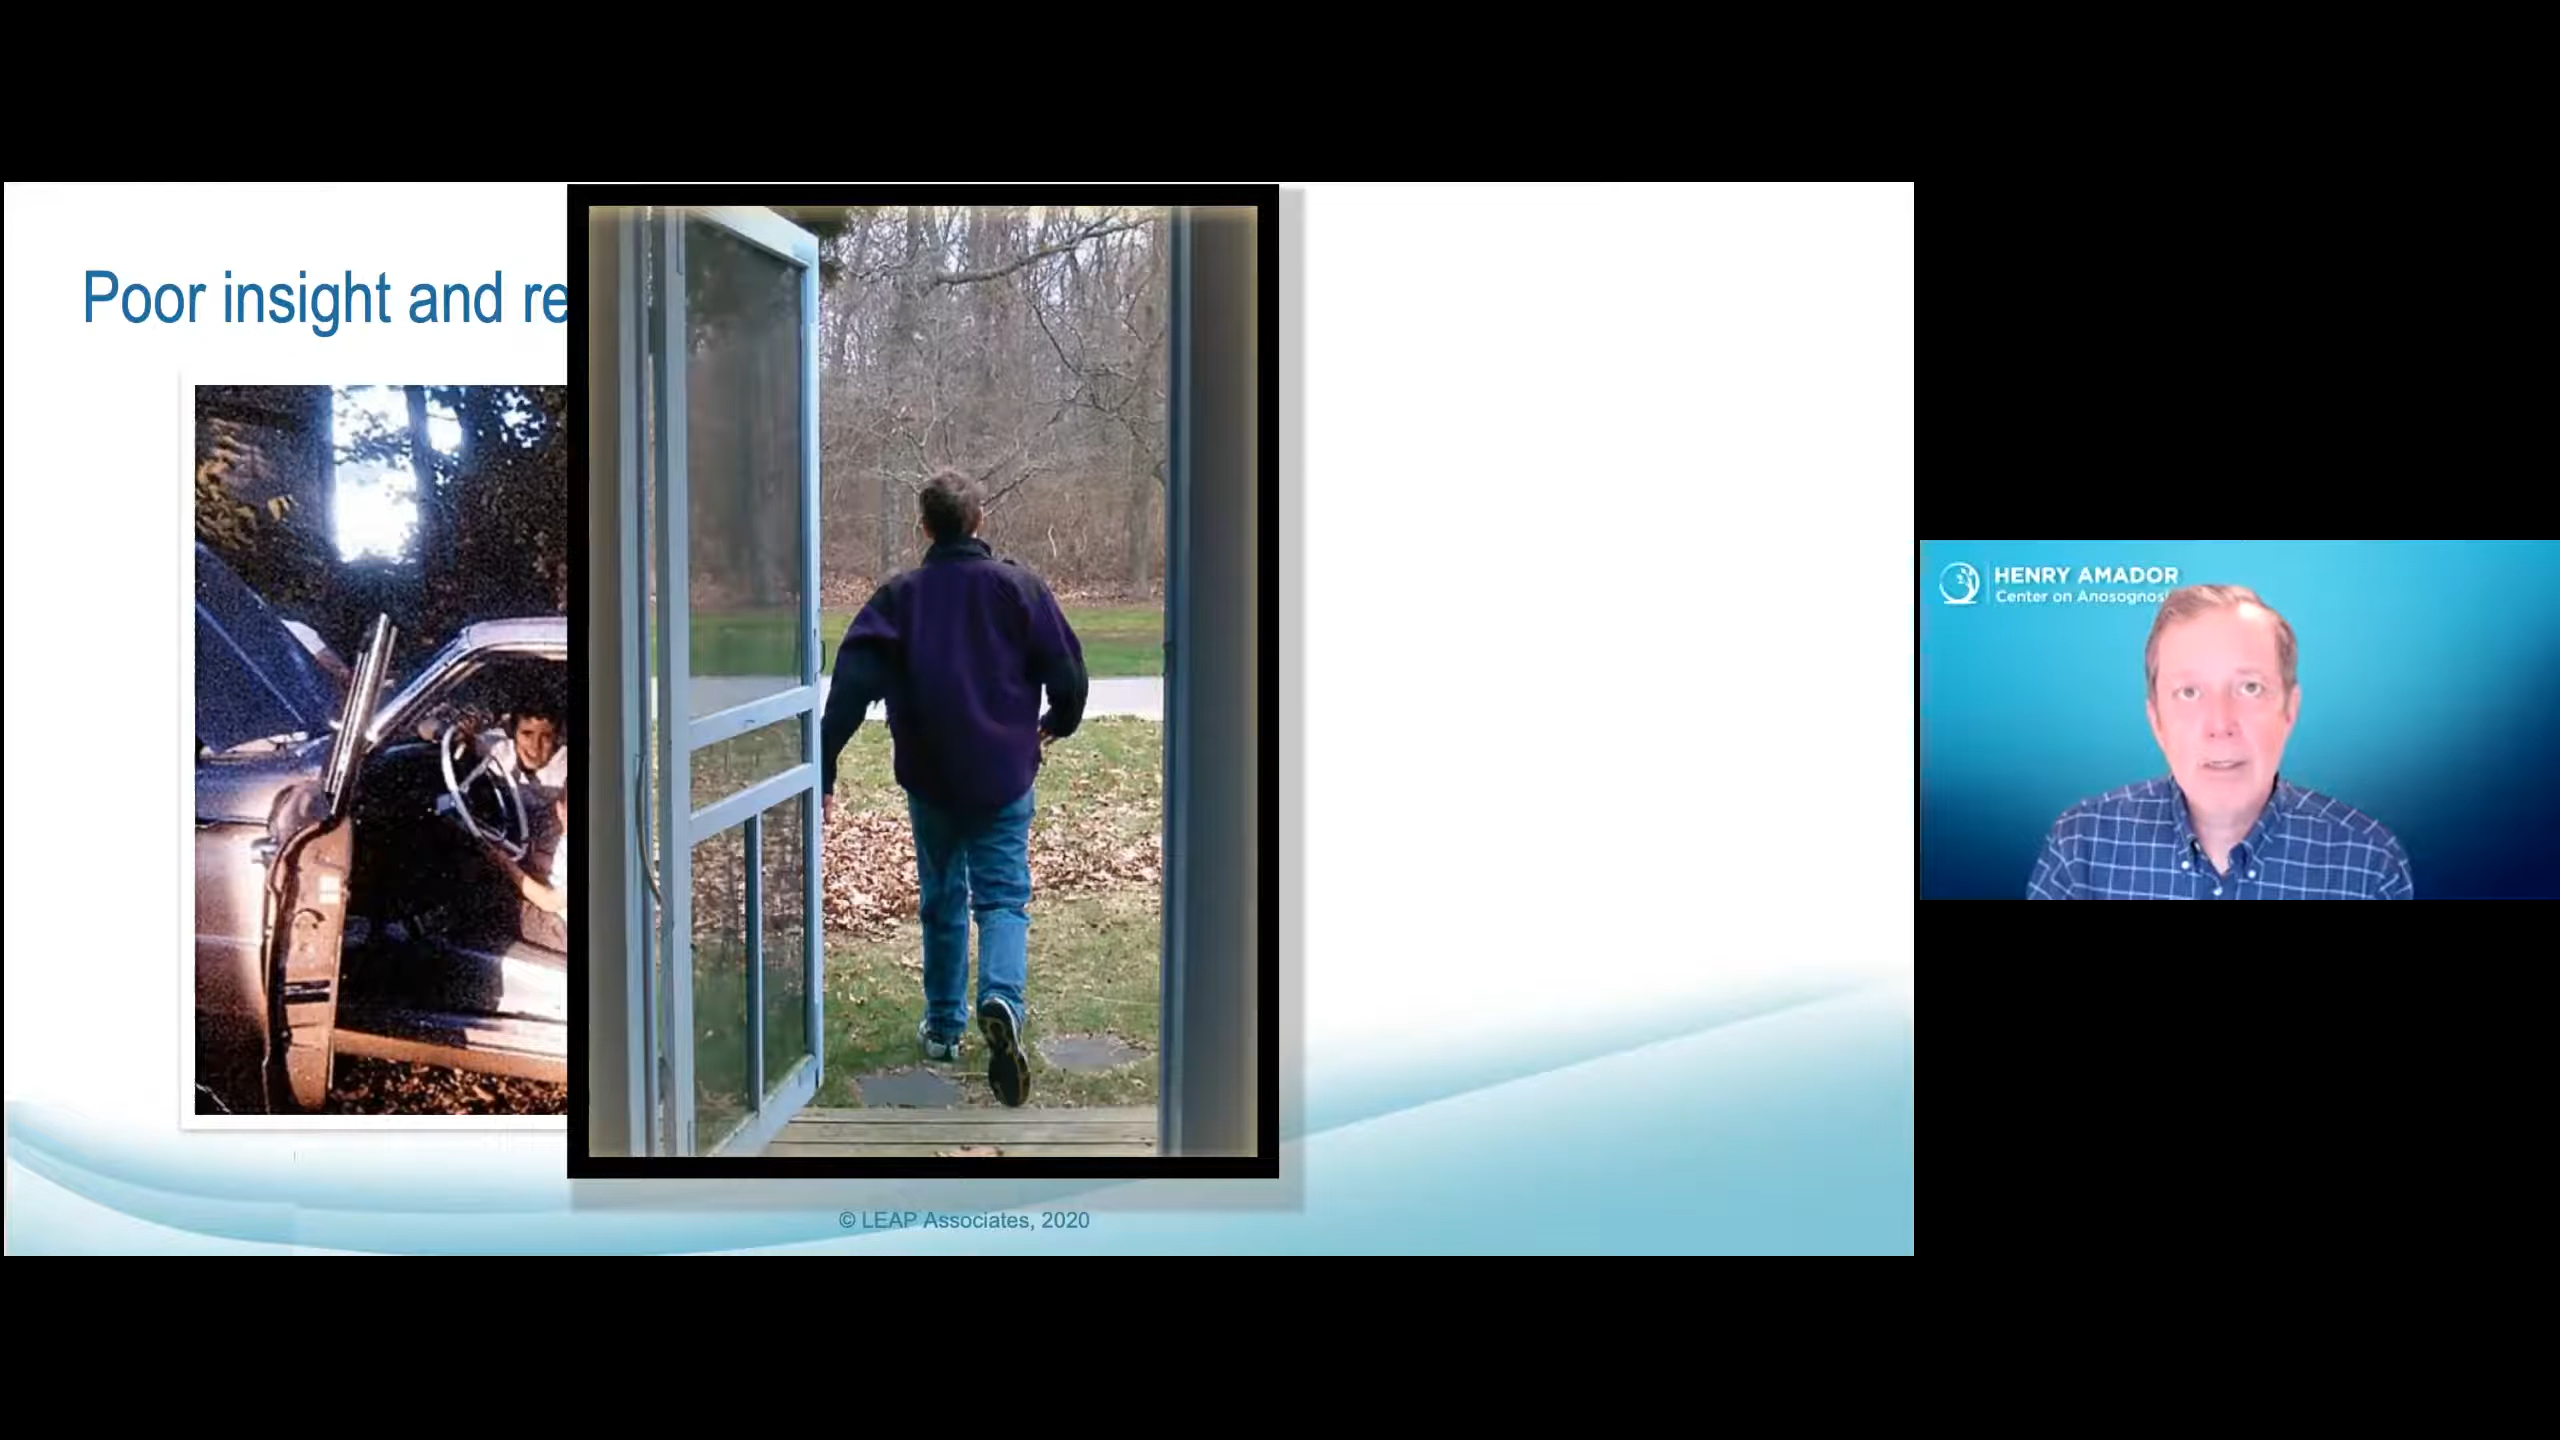 Poor insight and re
© LEAP Associates, 2020
HENRY AMADOR
Center on Anosognos